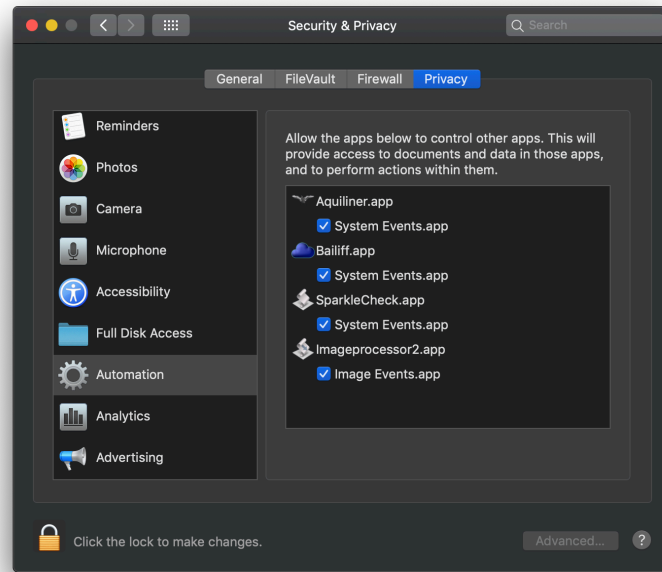 Security & Privacy
Search
General
FileVault
Firewall
Privacy
Reminders
Photos
Camera
Microphone
Accessibility
Full Disk Access
Automation
Analytics
Advertising
Allow the apps below to control other apps. This will
provide access to documents and data in those apps,
and to perform actions within them.
Aquiliner.app
System Events.app
Bailiff.app
System Events.app
SparkleCheck.app
System Events.app
Imageprocessor2.app
Image Events.app
Click the lock to make changes.
Advanced...
?